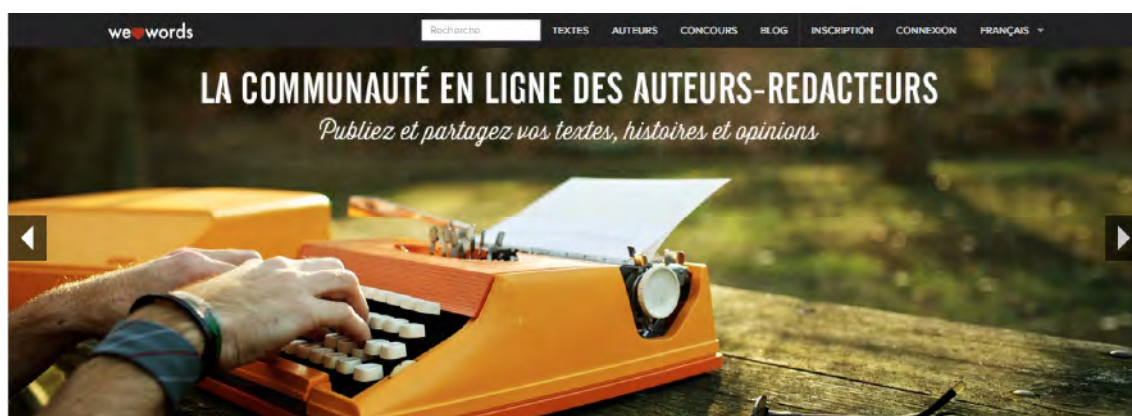 we♥words
Recherche TEXTES AUTEURS CONCOURS BLOG INSCRIPTION CONNEXION FRANÇAIS
LA COMMUNAUTÉ EN LIGNE DES AUTEURS-REDACTEURS
Publiez et partagez vos textes, histoires et opinions